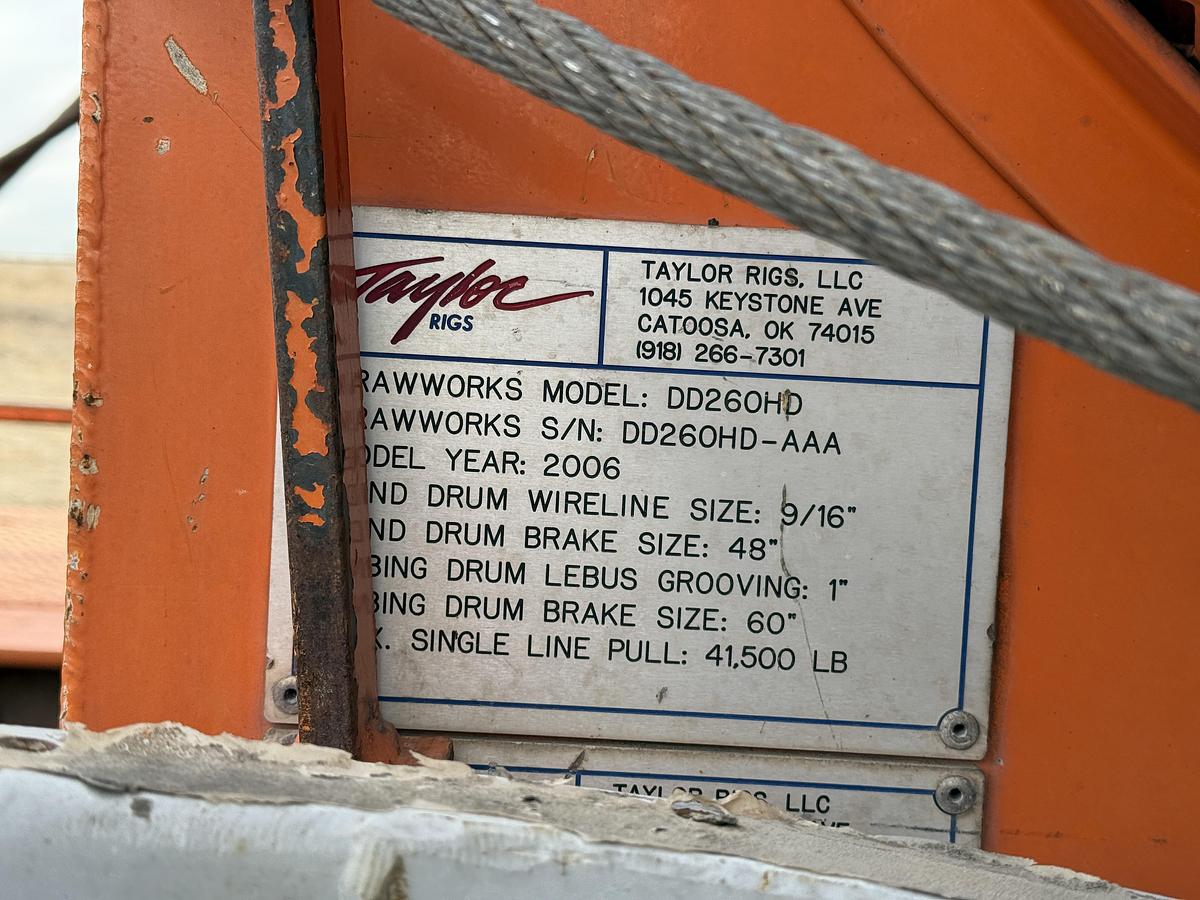 Taylor
RIGS
TAYLOR RIGS, LLC
1045 KEYSTONE AVE
CATOOSA, OK 74015
(918) 266-7301
RAWWORKS MODEL: DD260HD
RAWWORKS S/N: DD260HD-AAA
ODEL YEAR: 2006
ND DRUM WIRELINE SIZE: 9/16"
ND DRUM BRAKE SIZE: 48"
BING DRUM LEBUS GROOVING: 1"
BING DRUM BRAKE SIZE: 60"
X. SINGLE LINE PULL: 41,500 LB
TAYLOR RIGS, LLC